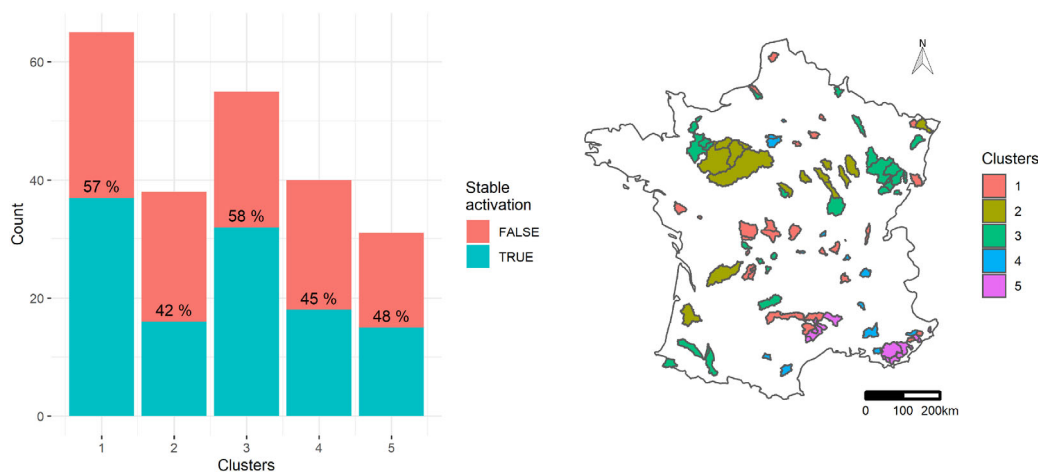 60
40
20
0
Count
57 %
42 %
58 %
45 %
48 %
1
2
3
4
5
Clusters
Stable
activation
FALSE
TRUE
N
Clusters
1
2
3
4
5
0 100 200km